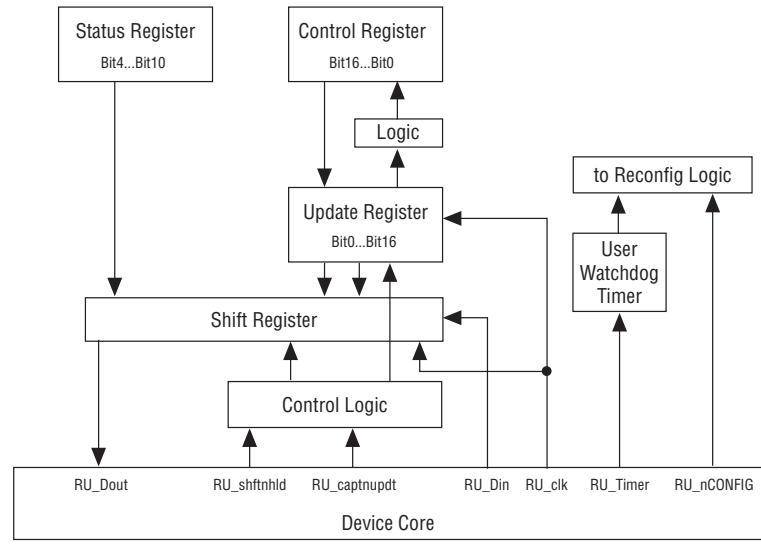 Status Register
Bit4...Bit10
Control Register
Bit16...Bit0
Logic
to Reconfig Logic
Update Register
Bit0...Bit16
User
Watchdog
Timer
Shift Register
Control Logic
RU_Dout
RU_shftnhld
RU_captnupdt
RU_Din
RU_clk
RU_Timer
RU_nCONFIG
Device Core